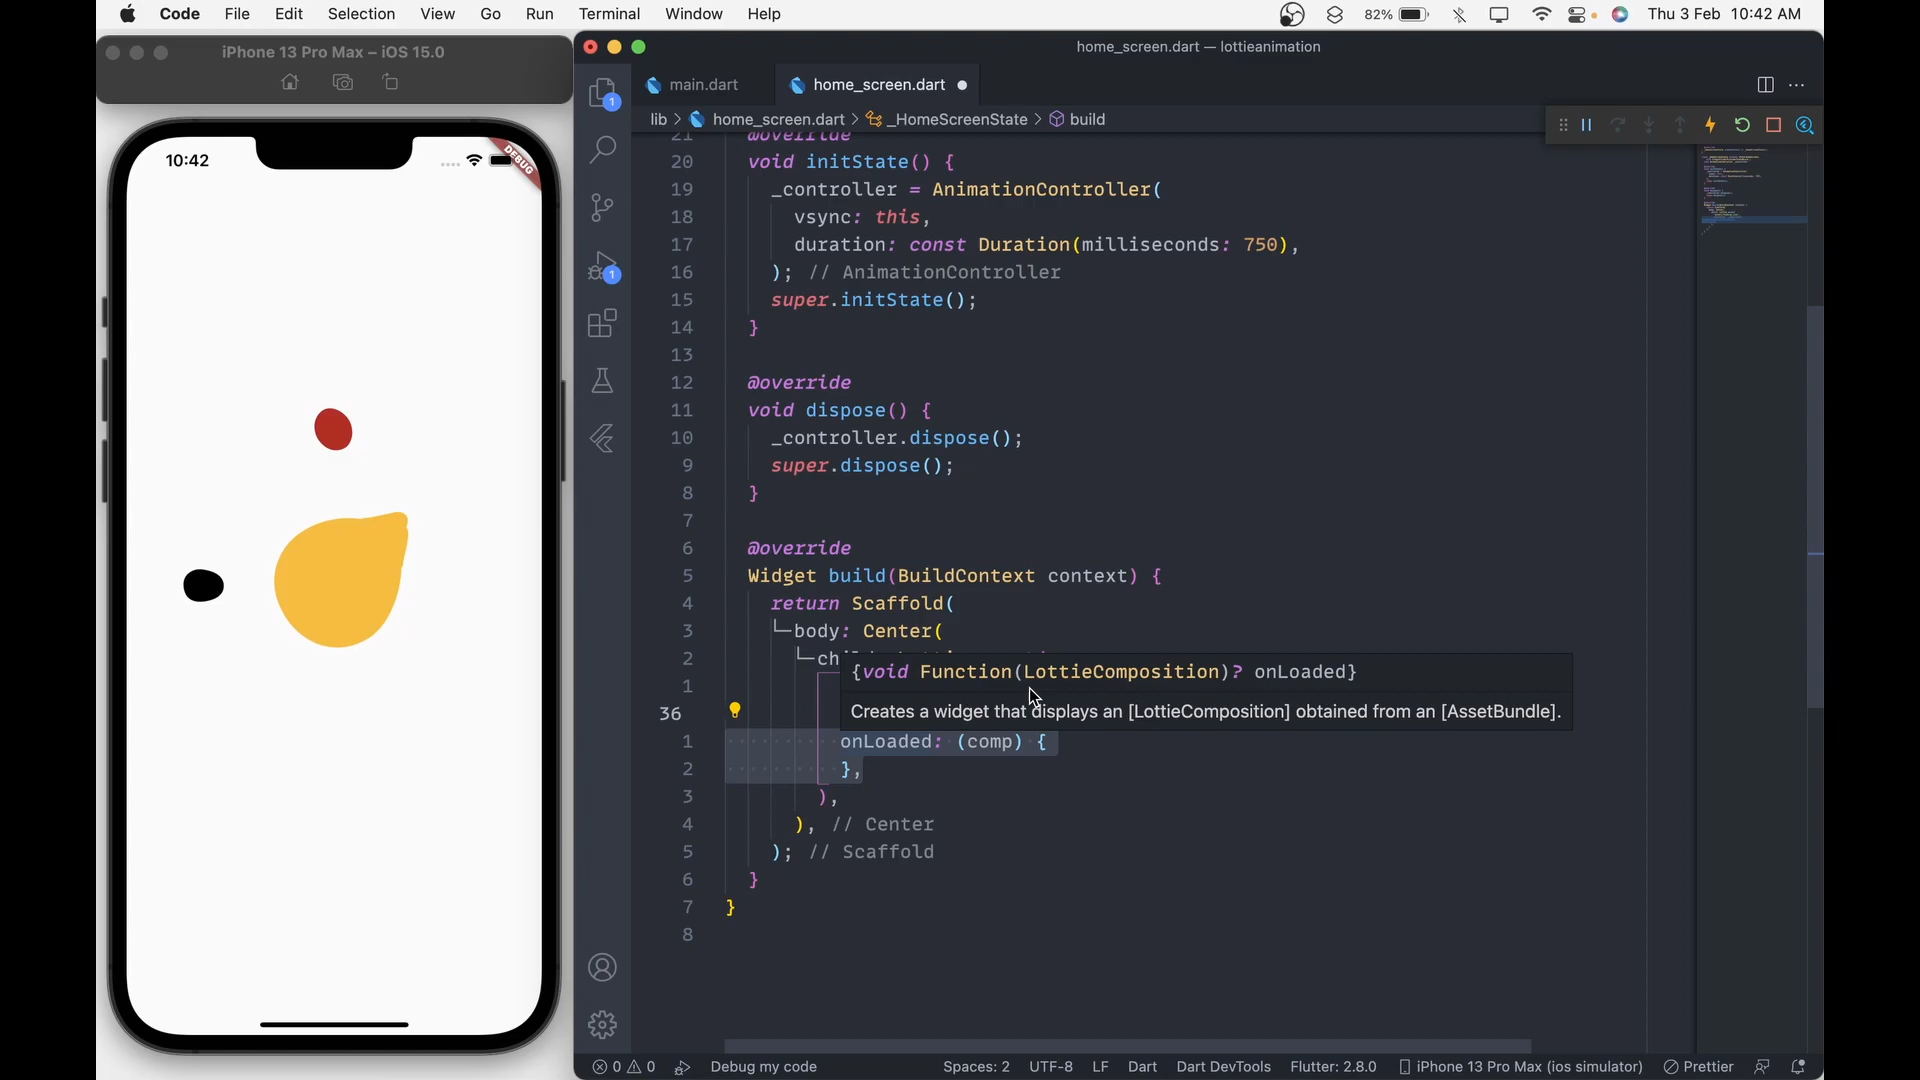 Code File Edit Selection View Go Run Terminal Window Help 82% Thu 3 Feb 10:42 AM
iPhone 13 Pro Max – iOS 15.0
10:42
DEBUG
home_screen.dart — lottieanimation
main.dart home_screen.dart
lib > home_screen.dart > _HomeScreenState > build
1
1
21 @override
20 void initState() {
19 _controller = AnimationController(
18 vsync: this,
17 duration: const Duration(milliseconds: 750),
16 ); // AnimationController
15 super.initState();
14 }
13
12 @override
11 void dispose() {
10 _controller.dispose();
9 super.dispose();
8 }
7
6 @override
5 Widget build(BuildContext context) {
4 return Scaffold(
3 body: Center(
2
{void Function(LottieComposition)? onLoaded}
1
36 Creates a widget that displays an [LottieComposition] obtained from an [AssetBundle].
1 onLoaded: (comp) {
2 },
3 ),
4 ), // Center
5 ); // Scaffold
6 }
7 }
8
0 0 Debug my code Spaces: 2 UTF-8 LF Dart Dart DevTools Flutter: 2.8.0 iPhone 13 Pro Max (ios simulator) Prettier